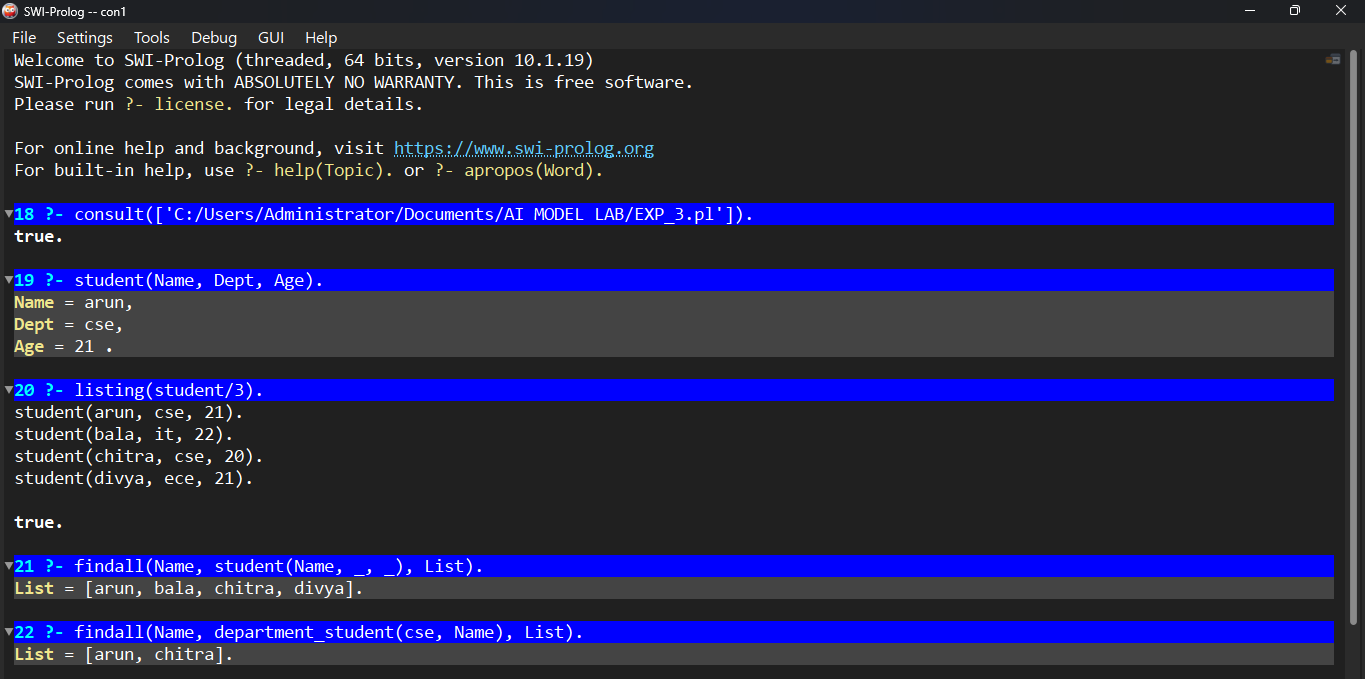 SWI-Prolog -- con1
File Settings Tools Debug GUI Help
Welcome to SWI-Prolog (threaded, 64 bits, version 10.1.19)
SWI-Prolog comes with ABSOLUTELY NO WARRANTY. This is free software.
Please run ?- license. for legal details.
For online help and background, visit https://www.swi-prolog.org
For built-in help, use ?- help(Topic). or ?- apropos(Word).
18 ?- consult(['C:/Users/Administrator/Documents/AI MODEL LAB/EXP_3.pl']).
true.
19 ?- student(Name, Dept, Age).
Name = arun,
Dept = cse,
Age = 21 .
20 ?- listing(student/3).
student(arun, cse, 21).
student(bala, it, 22).
student(chitra, cse, 20).
student(divya, ece, 21).
true.
21 ?- findall(Name, student(Name, _, _), List).
List = [arun, bala, chitra, divya].
22 ?- findall(Name, department_student(cse, Name), List).
List = [arun, chitra].